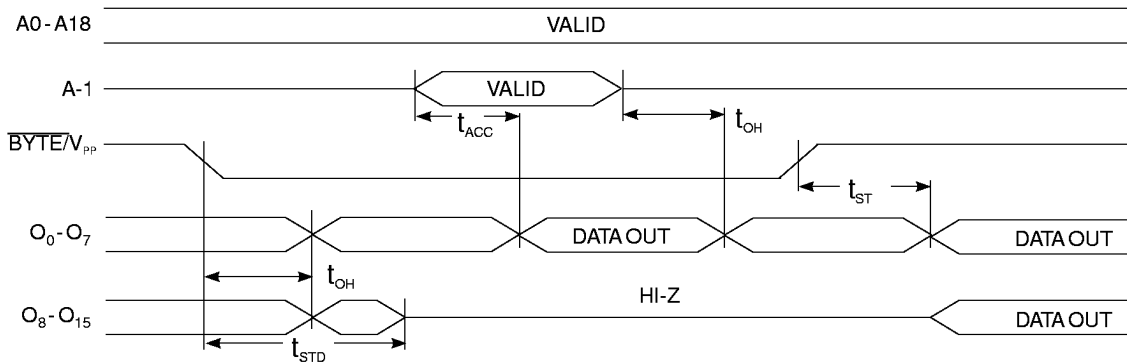 A0 - A18 VALID
A-1 VALID
tACC tOH
BYTE/VPP
tST
O0 - O7 DATA OUT DATA OUT
tOH
HI-Z
O8 - O15 DATA OUT
tSTD